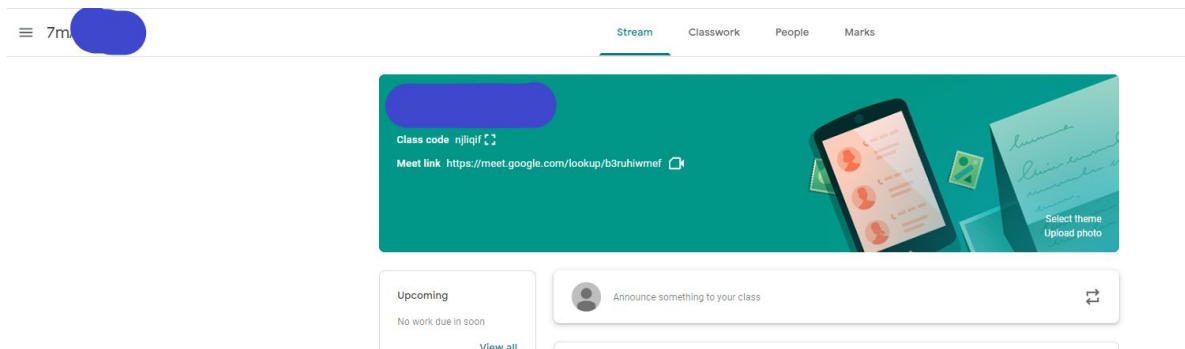 7m
Stream Classwork People Marks
Class code njliqif
Meet link https://meet.google.com/lookup/b3ruhiwmef
Select theme
Upload photo
Upcoming
No work due in soon
View all
Announce something to your class